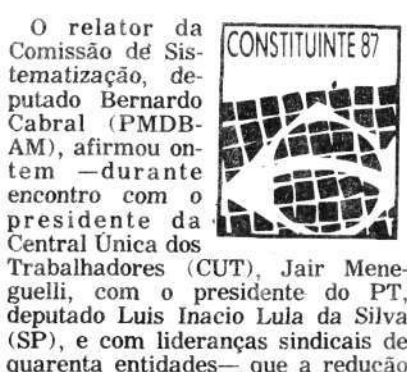 O relator da
Comissão de Sis-
tematização, de-
putado Bernardo
Cabral (PMDB-
AM), afirmou on-
tem —durante
encontro com o
presidente da
Central Única dos
Trabalhadores (CUT), Jair Mene-
guelli, com o presidente do PT,
deputado Luis Inacio Lula da Silva
(SP), e com lideranças sindicais de
quarenta entidades— que a redução
CONSTITUINTE 87